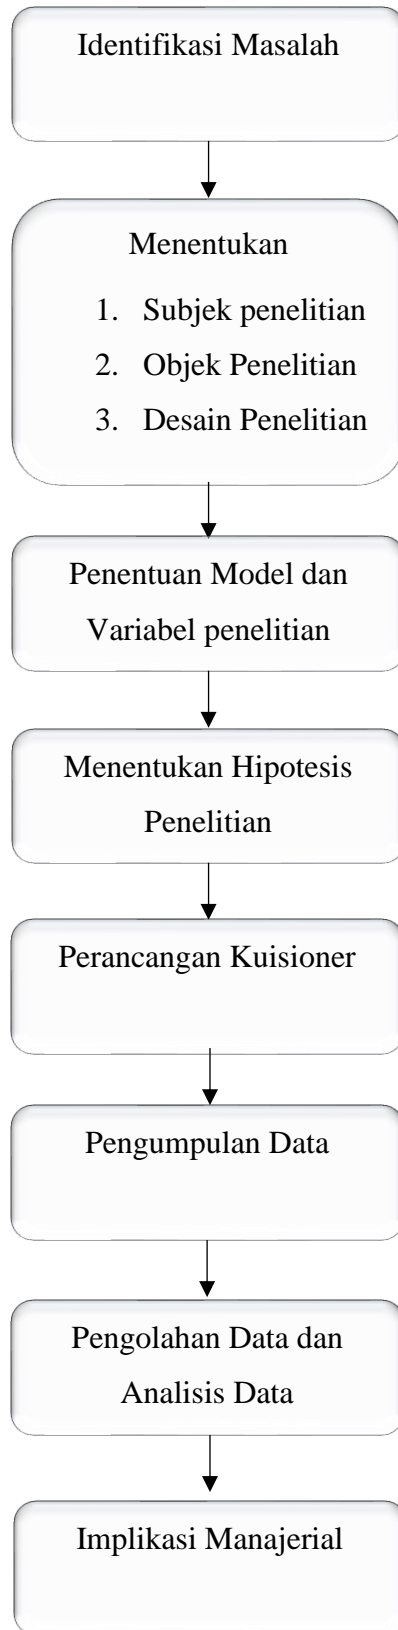 Identifikasi Masalah
Menentukan
1. Subjek penelitian
2. Objek Penelitian
3. Desain Penelitian
Penentuan Model dan
Variabel penelitian
Menentukan Hipotesis
Penelitian
Perancangan Kuisioner
Pengumpulan Data
Pengolahan Data dan
Analisis Data
Implikasi Manajerial